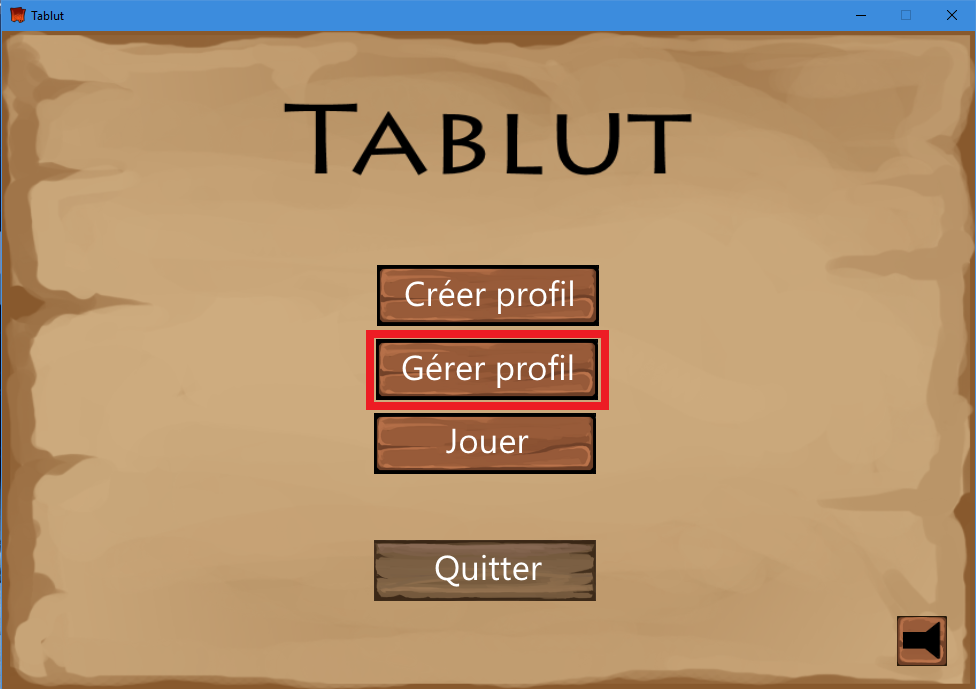 Tablut
TABLUT
Créer profil
Gérer profil
Jouer
Quitter